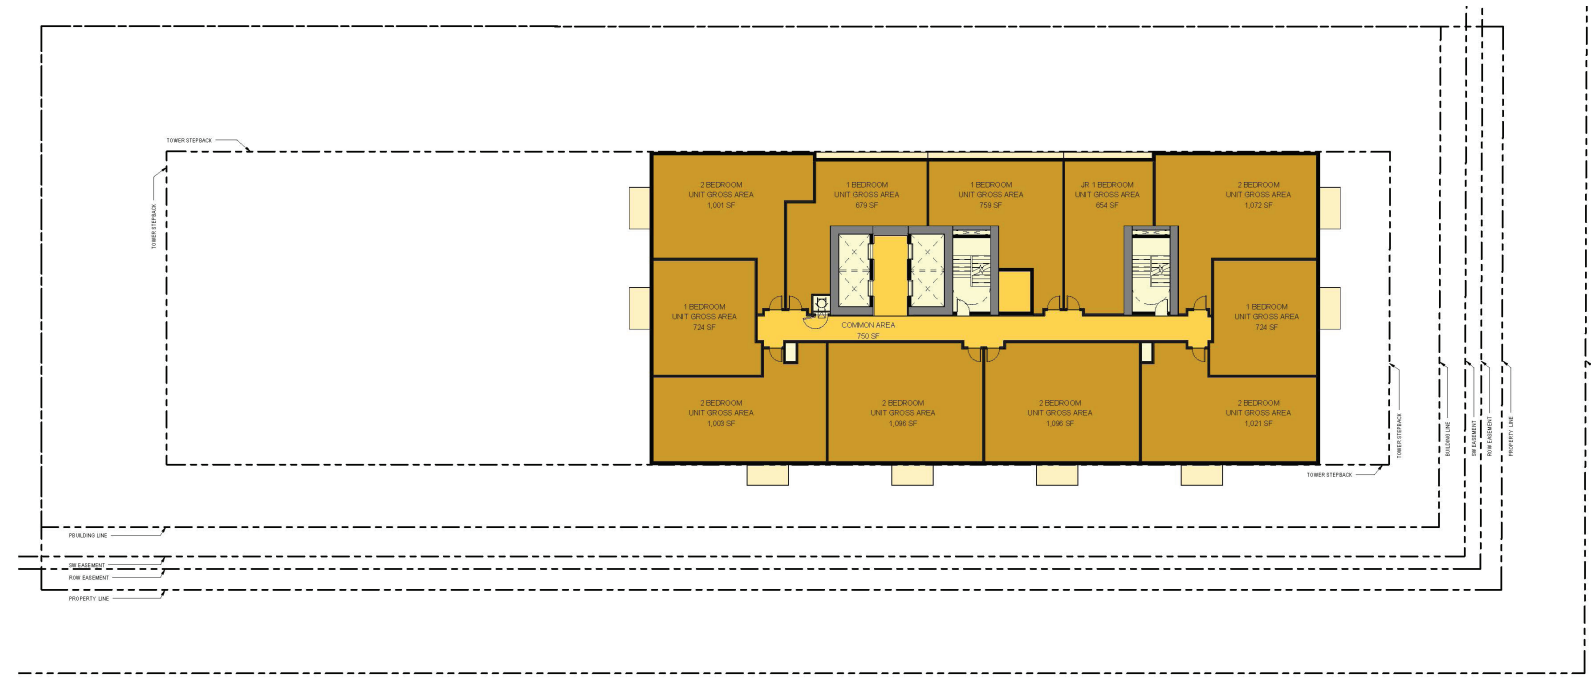 TOWER STEPBACK
TOWER STEPBACK
2 BEDROOM
UNIT GROSS AREA
1,001 SF
1 BEDROOM
UNIT GROSS AREA
679 SF
1 BEDROOM
UNIT GROSS AREA
759 SF
JR 1 BEDROOM
UNIT GROSS AREA
654 SF
2 BEDROOM
UNIT GROSS AREA
1,072 SF
1 BEDROOM
UNIT GROSS AREA
724 SF
COMMON AREA
750 SF
1 BEDROOM
UNIT GROSS AREA
724 SF
2 BEDROOM
UNIT GROSS AREA
SF
2 BEDROOM
UNIT GROSS AREA
1,096 SF
2 BEDROOM
UNIT GROSS AREA
1,096 SF
2 BEDROOM
UNIT GROSS AREA
1,021 SF
TOWER STEPBACK
BUILDING LINE
SW EASEMENT
ROW EASEMENT
PROPERTY LINE
TOWER STEPBACK
PBUILDING LINE
SW EASEMENT
ROW EASEMENT
PROPERTY LINE